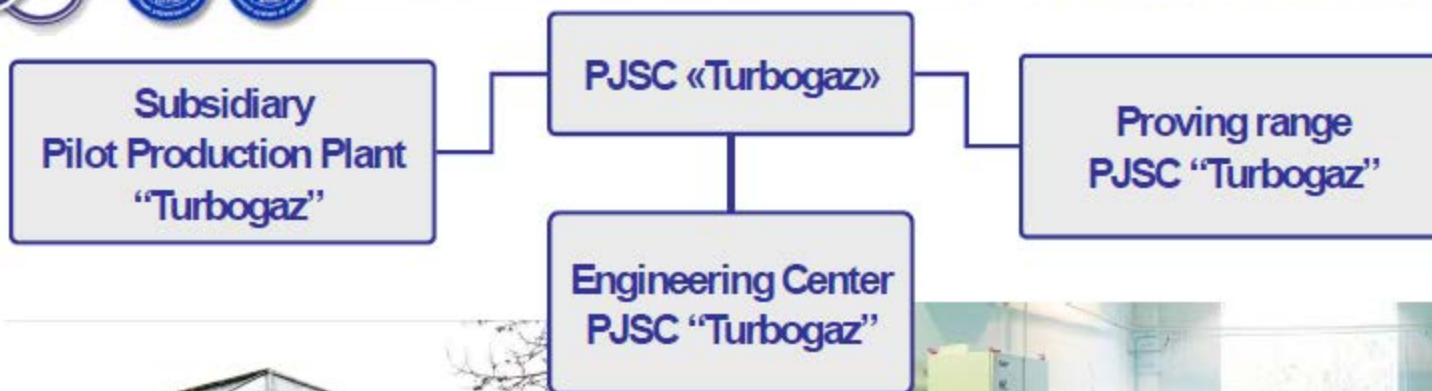 PJSC «Turbogaz»
Subsidiary
Pilot Production Plant
“Turbogaz”
Proving range
PJSC “Turbogaz”
Engineering Center
PJSC “Turbogaz”